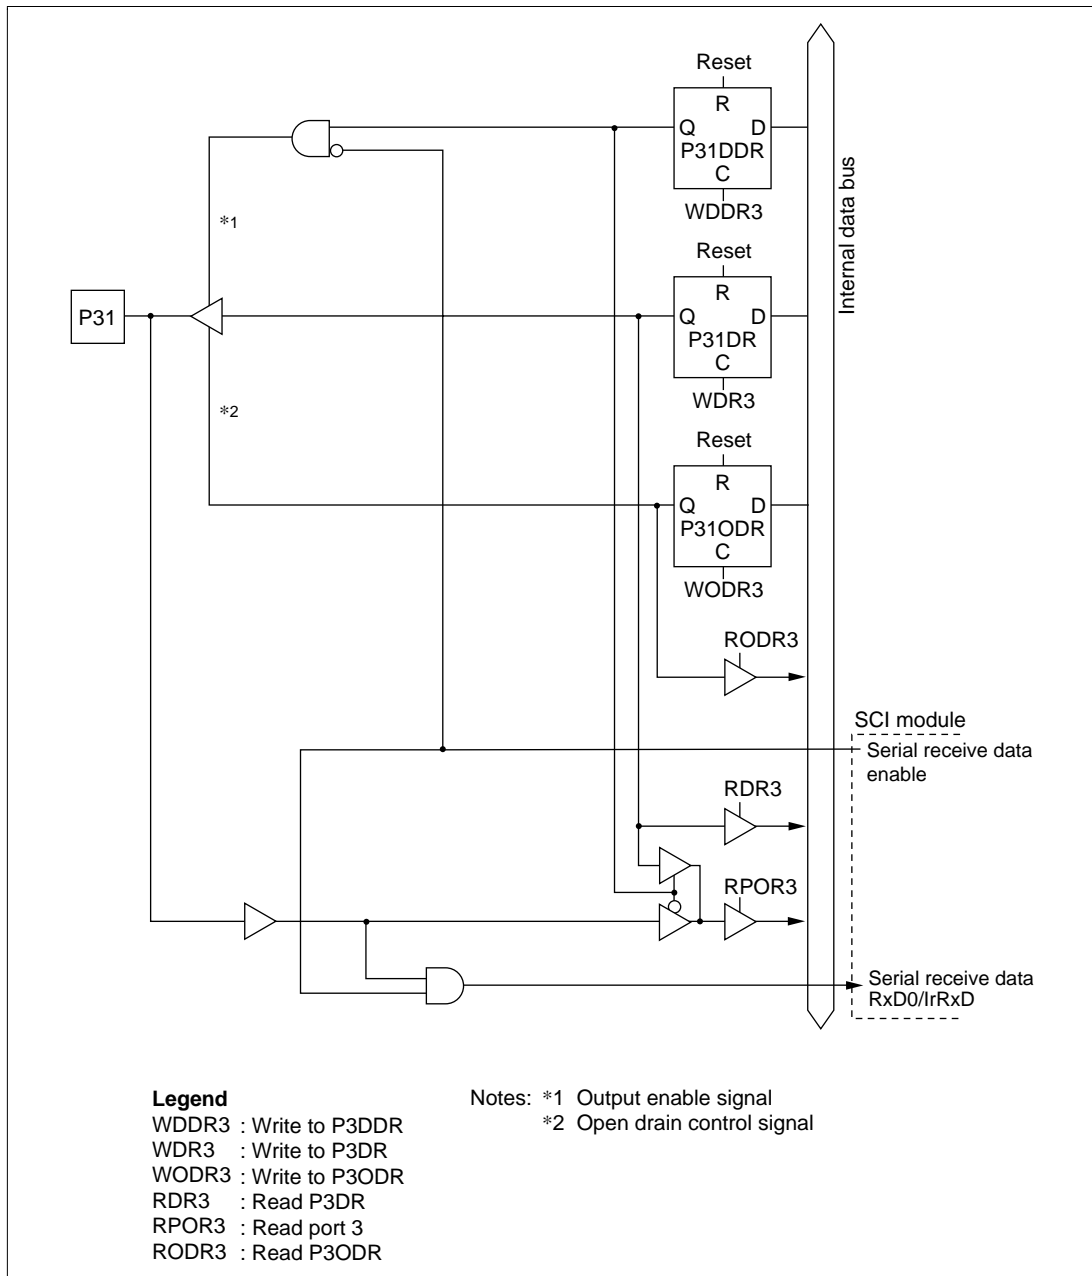 Reset
R
Q D
P31DDR
C
WDDR3
Internal data bus
*1
Reset
R
P31
Q D
P31DR
C
WDR3
*2
Reset
R
Q D
P31ODR
C
WODR3
RODR3
SCI module
Serial receive data
enable
RDR3
RPOR3
Serial receive data
RxD0/IrRxD
Legend
WDDR3 : Write to P3DDR
WDR3 : Write to P3DR
WODR3 : Write to P3ODR
RDR3 : Read P3DR
RPOR3 : Read port 3
RODR3 : Read P3ODR
Notes: *1 Output enable signal
*2 Open drain control signal